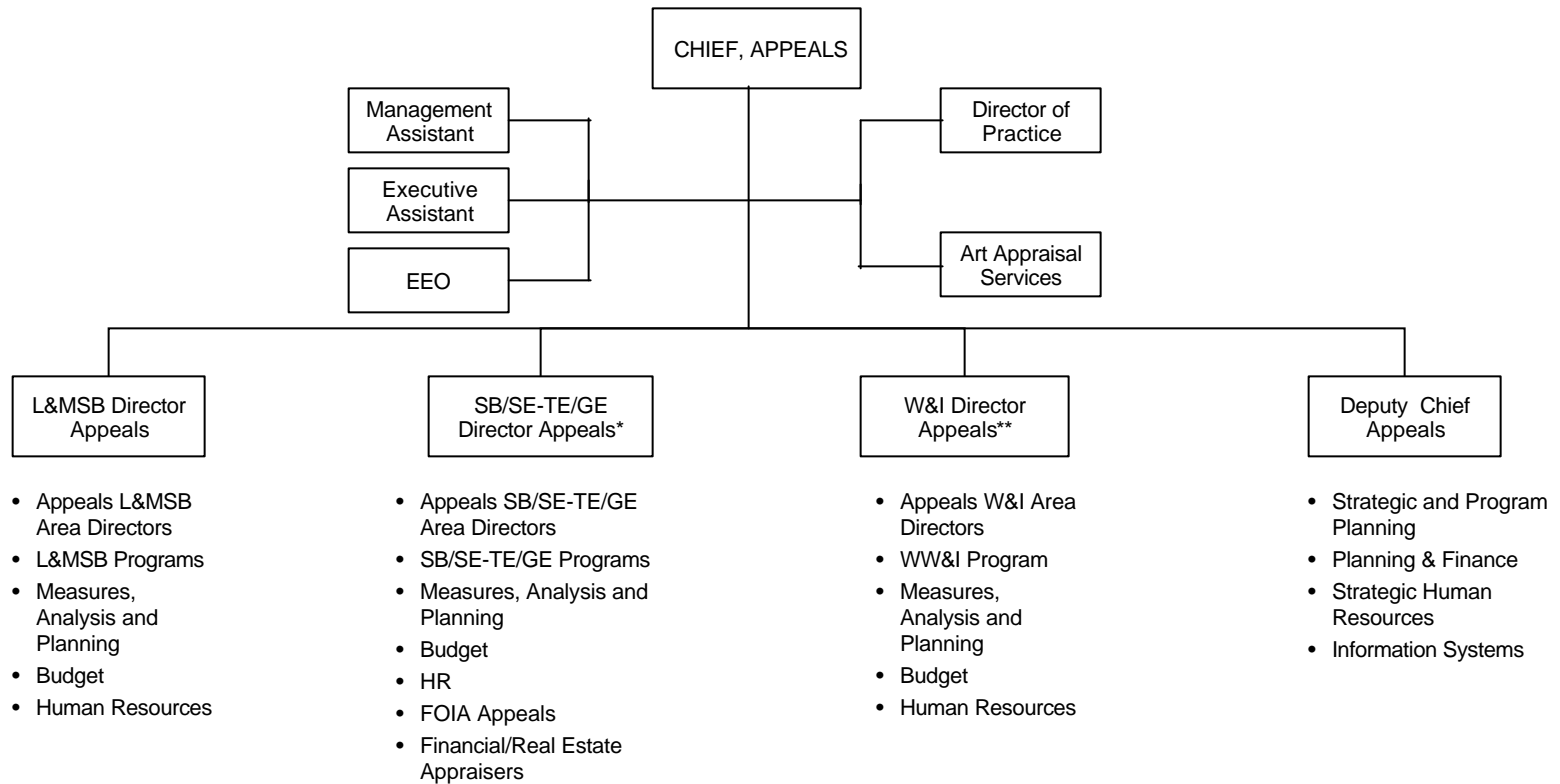 CHIEF, APPEALS
Management
Assistant
Director of
Practice
Executive
Assistant
EEO
Art Appraisal
Services
L&MSB Director
Appeals
SB/SE-TE/GE
Director Appeals*
W&I Director
Appeals**
Deputy Chief
Appeals
• Appeals L&MSB
Area Directors
• L&MSB Programs
• Measures,
Analysis and
Planning
• Budget
• Human Resources
• Appeals SB/SE-TE/GE
Area Directors
• SB/SE-TE/GE Programs
• Measures, Analysis and
Planning
• Budget
• HR
• FOIA Appeals
• Financial/Real Estate
Appraisers
• Appeals W&I Area
Directors
• WW&I Program
• Measures,
Analysis and
Planning
• Budget
• Human Resources
• Strategic and Program
Planning
• Planning & Finance
• Strategic Human
Resources
• Information Systems